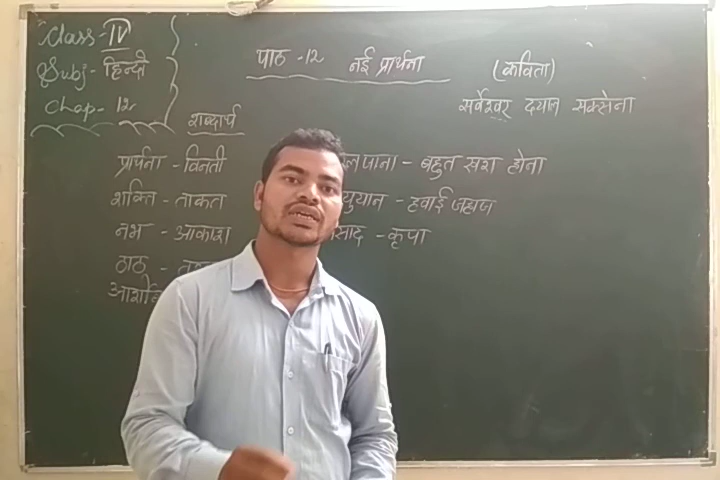 Class - IV
Subj - हिन्दी
Chap - 12
पाठ - 12 नई प्रार्थना (कविता)
सर्वेश्वर दयाल सक्सेना
शब्दार्थ
प्रार्थना - विनती
शक्ति - ताकत
नभ - आकाश
ठाठ -
पाना - बहुत खुश होना
यान - हवाई जहाज
- कृपा